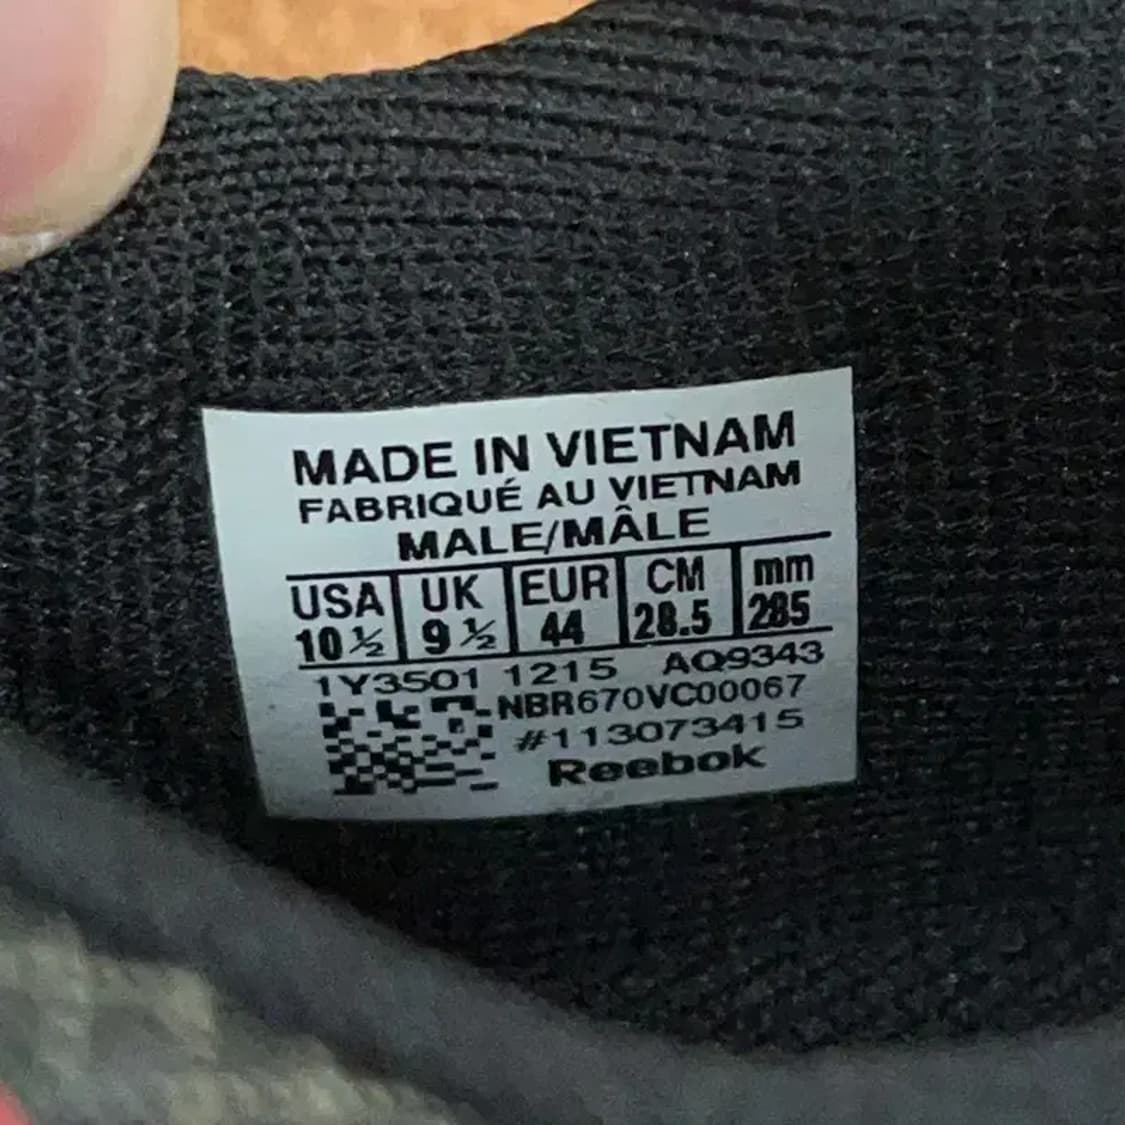 MADE IN VIETNAM
FABRIQUÉ AU VIETNAM
MALE/MÂLE
USA UK EUR CM mm
10 ½ 9 ½ 44 28.5 285
1Y3501 1215 AQ9343
NBR670VC00067
#113073415
Reebok